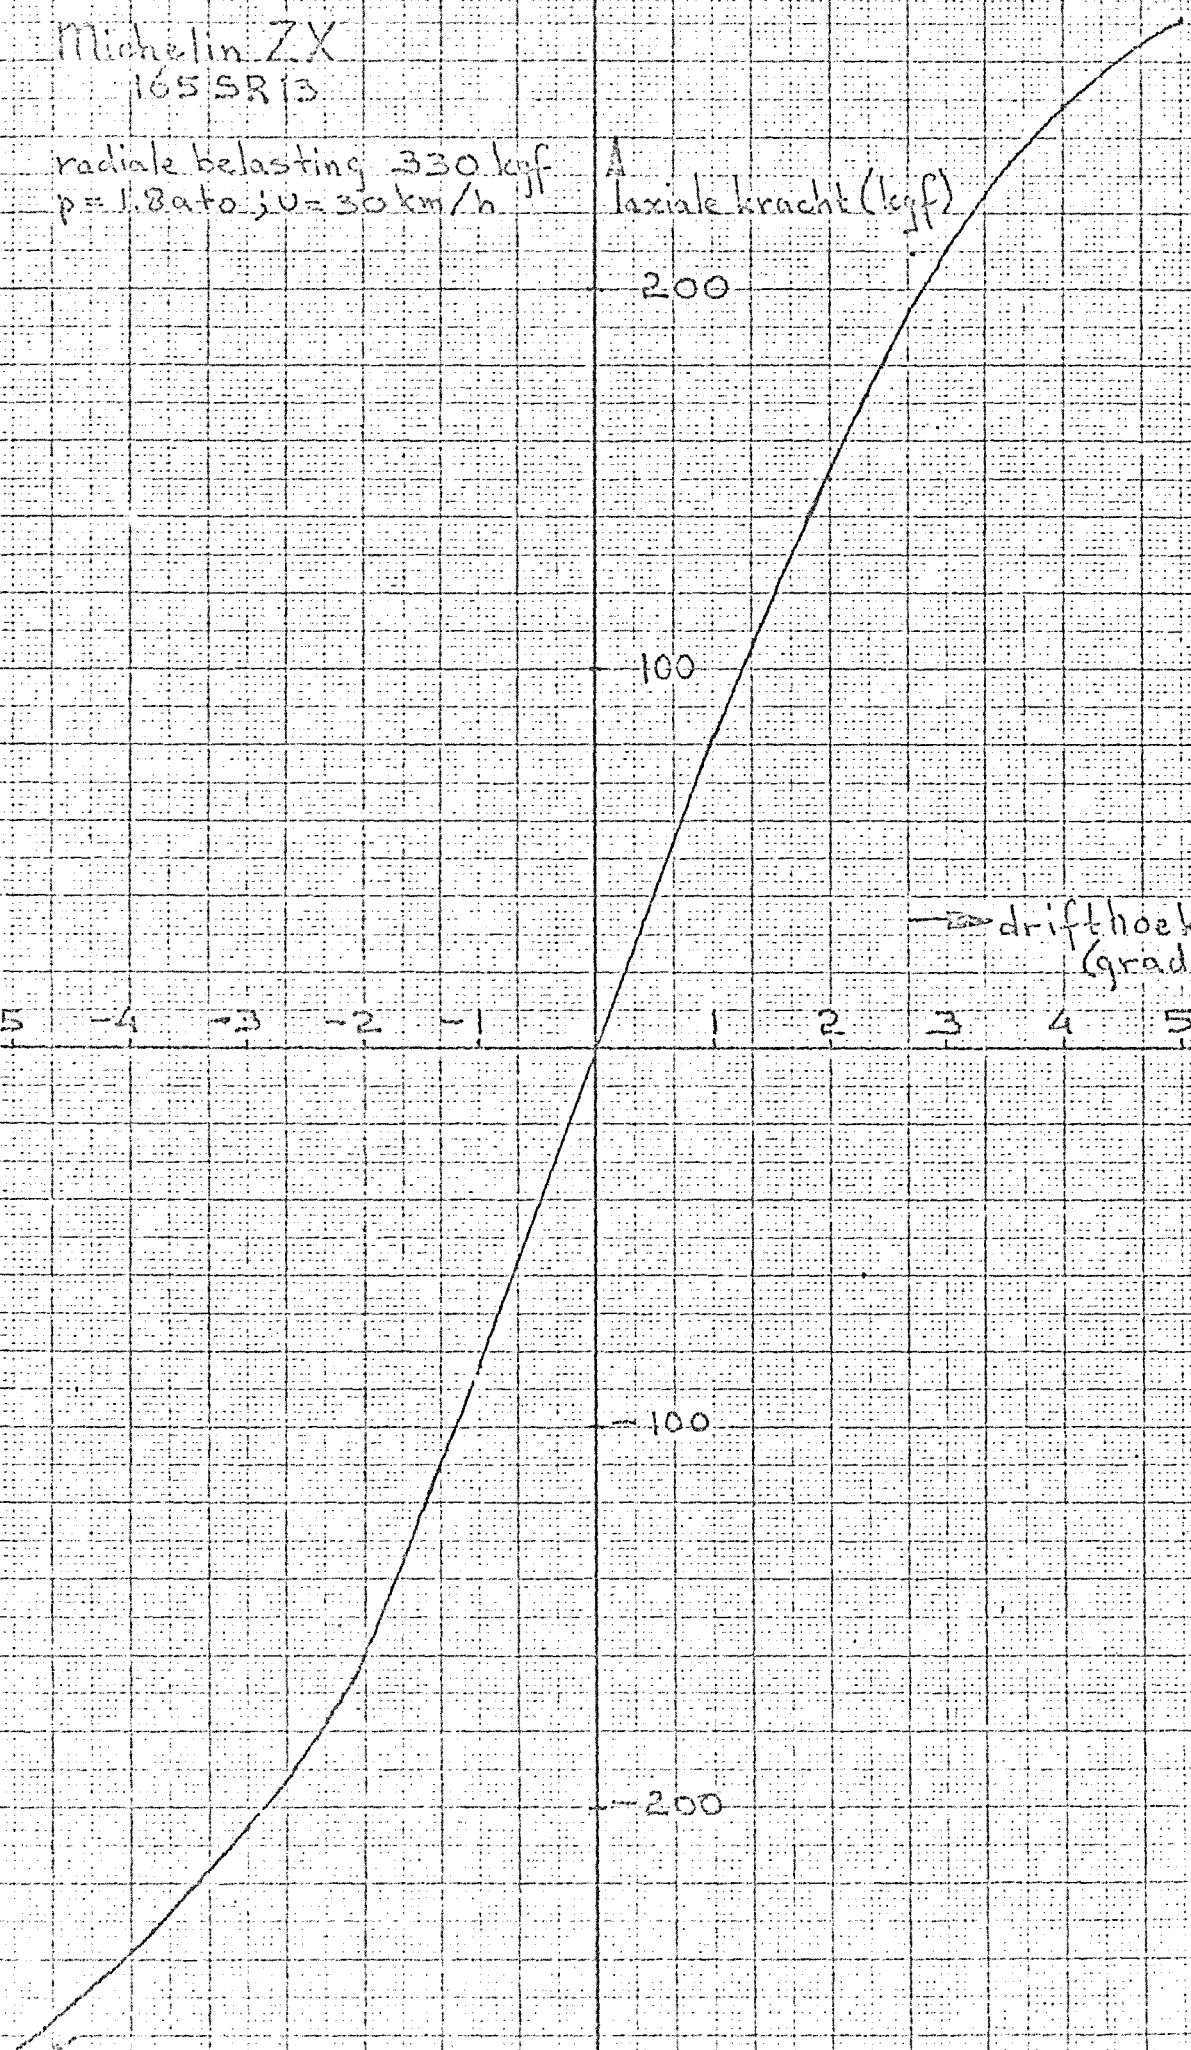 Michelin ZX
165 SR 13
radiale belasting 330 kgf
p = 1.8 ato ; v = 30 km/h
axiale kracht (kgf)
200
100
drifthoek
(grad
5 -4 -3 -2 -1 1 2 3 4 5
-100
-200